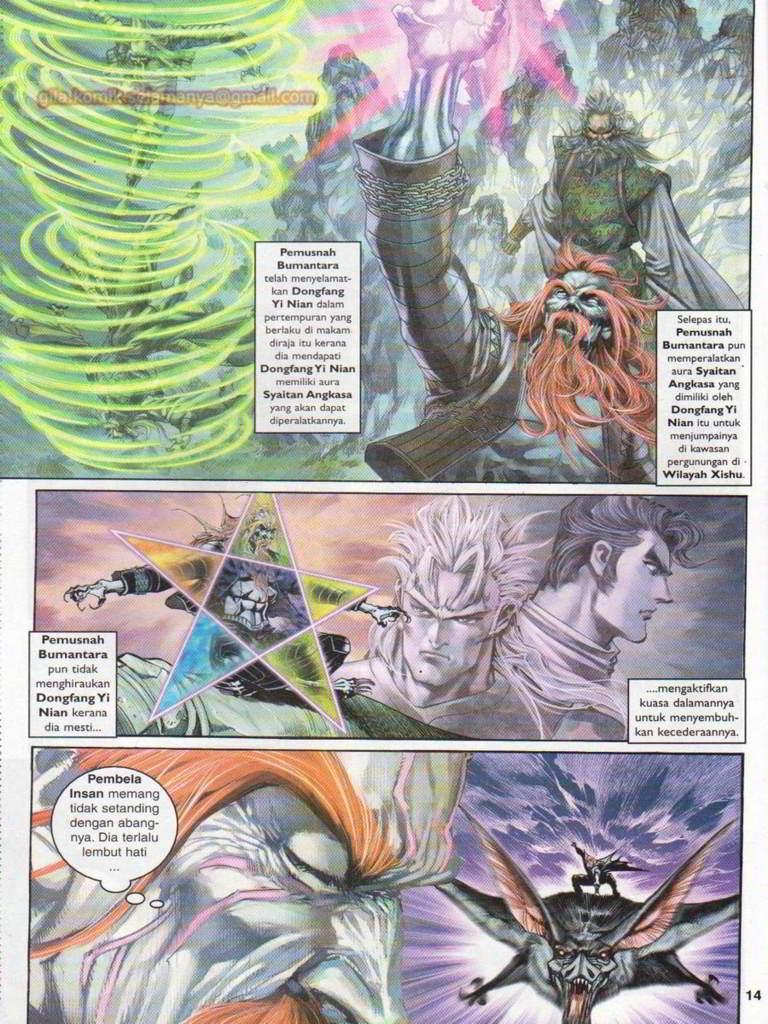 gila.komik.selamanya@gmail.com
Pemusnah
Bumantara
telah menyelamat-
kan Dongfang
Yi Nian dalam
pertempuran yang
berlaku di makam
diraja itu kerana
dia mendapati
Dongfang Yi Nian
memiliki aura
Syaitan Angkasa
yang akan dapat
diperalatkannya.
Selepas itu,
Pemusnah
Bumantara pun
memperalatkan
aura Syaitan
Angkasa yang
dimiliki oleh
Dongfang Yi
Nian itu untuk
menjumpainya
di kawasan
pergunungan di
Wilayah Xishu.
Pemusnah
Bumantara
pun tidak
menghiraukan
Dongfang Yi
Nian kerana
dia mesti...
....mengaktifkan
kuasa dalamannya
untuk menyembuh-
kan kecederaannya.
Pembela
Insan memang
tidak setanding
dengan abang-
nya. Dia terlalu
lembut hati
...
14